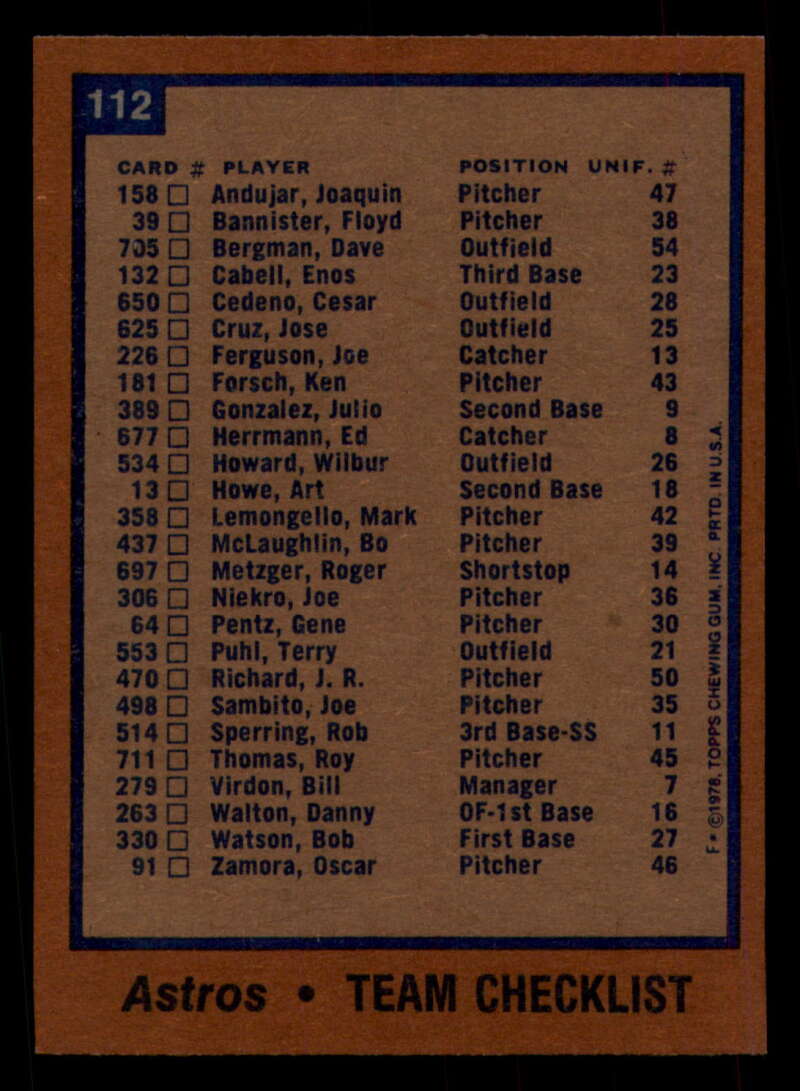 112
CARD # PLAYER POSITION UNIF. #
158 □ Andujar, Joaquin Pitcher 47
39 □ Bannister, Floyd Pitcher 38
705 □ Bergman, Dave Outfield 54
132 □ Cabell, Enos Third Base 23
650 □ Cedeno, Cesar Outfield 28
625 □ Cruz, Jose Outfield 25
226 □ Ferguson, Joe Catcher 13
181 □ Forsch, Ken Pitcher 43
389 □ Gonzalez, Julio Second Base 9
677 □ Herrmann, Ed Catcher 8
534 □ Howard, Wilbur Outfield 26
13 □ Howe, Art Second Base 18
358 □ Lemongello, Mark Pitcher 42
437 □ McLaughlin, Bo Pitcher 39
697 □ Metzger, Roger Shortstop 14
306 □ Niekro, Joe Pitcher 36
64 □ Pentz, Gene Pitcher 30
553 □ Puhl, Terry Outfield 21
470 □ Richard, J. R. Pitcher 50
498 □ Sambito, Joe Pitcher 35
514 □ Sperring, Rob 3rd Base-SS 11
711 □ Thomas, Roy Pitcher 45
279 □ Virdon, Bill Manager 7
263 □ Walton, Danny OF-1st Base 16
330 □ Watson, Bob First Base 27
91 □ Zamora, Oscar Pitcher 46
F • ©1978, TOPPS CHEWING GUM, INC. PRTD. IN U.S.A.
Astros • TEAM CHECKLIST